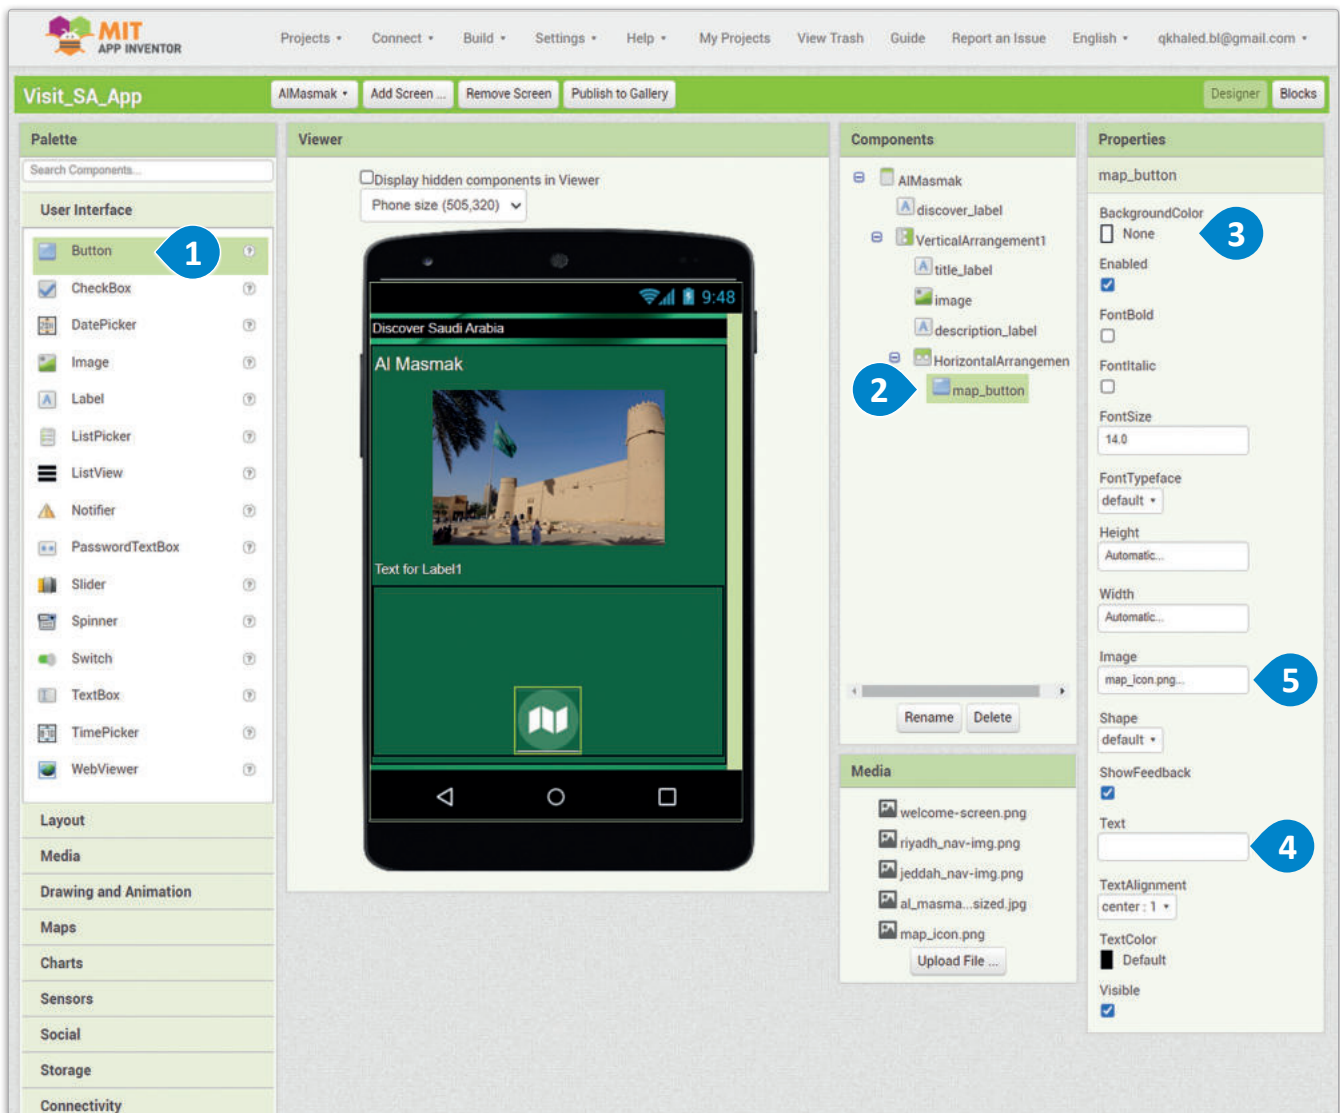 MIT
APP INVENTOR
Projects
Connect
Build
Settings
Help
My Projects
View Trash
Guide
Report an Issue
English
qkhaled.bl@gmail.com
Visit_SA_App
AlMasmak
Add Screen ...
Remove Screen
Publish to Gallery
Designer
Blocks
Palette
Search Components...
User Interface
Button
1
CheckBox
DatePicker
Image
Label
ListPicker
ListView
Notifier
PasswordTextBox
Slider
Spinner
Switch
TextBox
TimePicker
WebViewer
Layout
Media
Drawing and Animation
Maps
Charts
Sensors
Social
Storage
Connectivity
Viewer
Display hidden components in Viewer
Phone size (505,320)
9:48
Discover Saudi Arabia
Al Masmak
Text for Label1
Components
AlMasmak
discover_label
VerticalArrangement1
title_label
image
description_label
HorizontalArrangemen
2
map_button
Rename
Delete
Media
welcome-screen.png
riyadh_nav-img.png
jeddah_nav-img.png
al_masma...sized.jpg
map_icon.png
Upload File ...
Properties
map_button
BackgroundColor
None
3
Enabled
FontBold
FontItalic
FontSize
14.0
FontTypeface
default
Height
Automatic...
Width
Automatic...
Image
map_icon.png...
5
Shape
default
ShowFeedback
Text
4
TextAlignment
center : 1
TextColor
Default
Visible